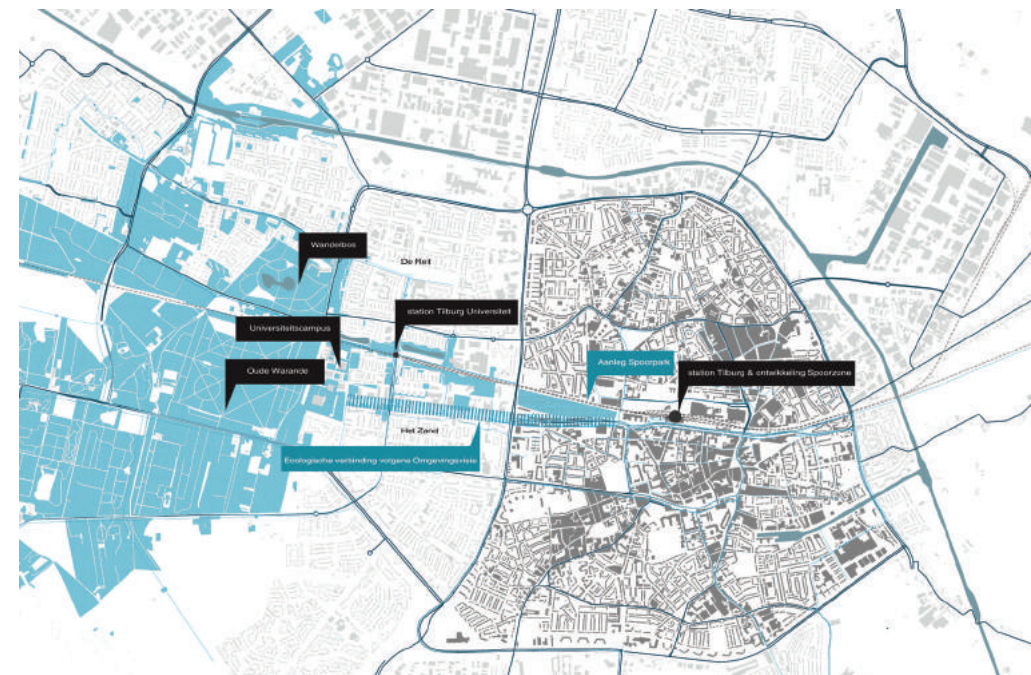 Wandelbos
De Reit
station Tilburg Universiteit
Universiteitscampus
Oude Warande
Aanleg Spoorpark
station Tilburg & ontwikkeling Spoorzone
Het Zand
Ecologische verbinding volgens Omgevingsvisie